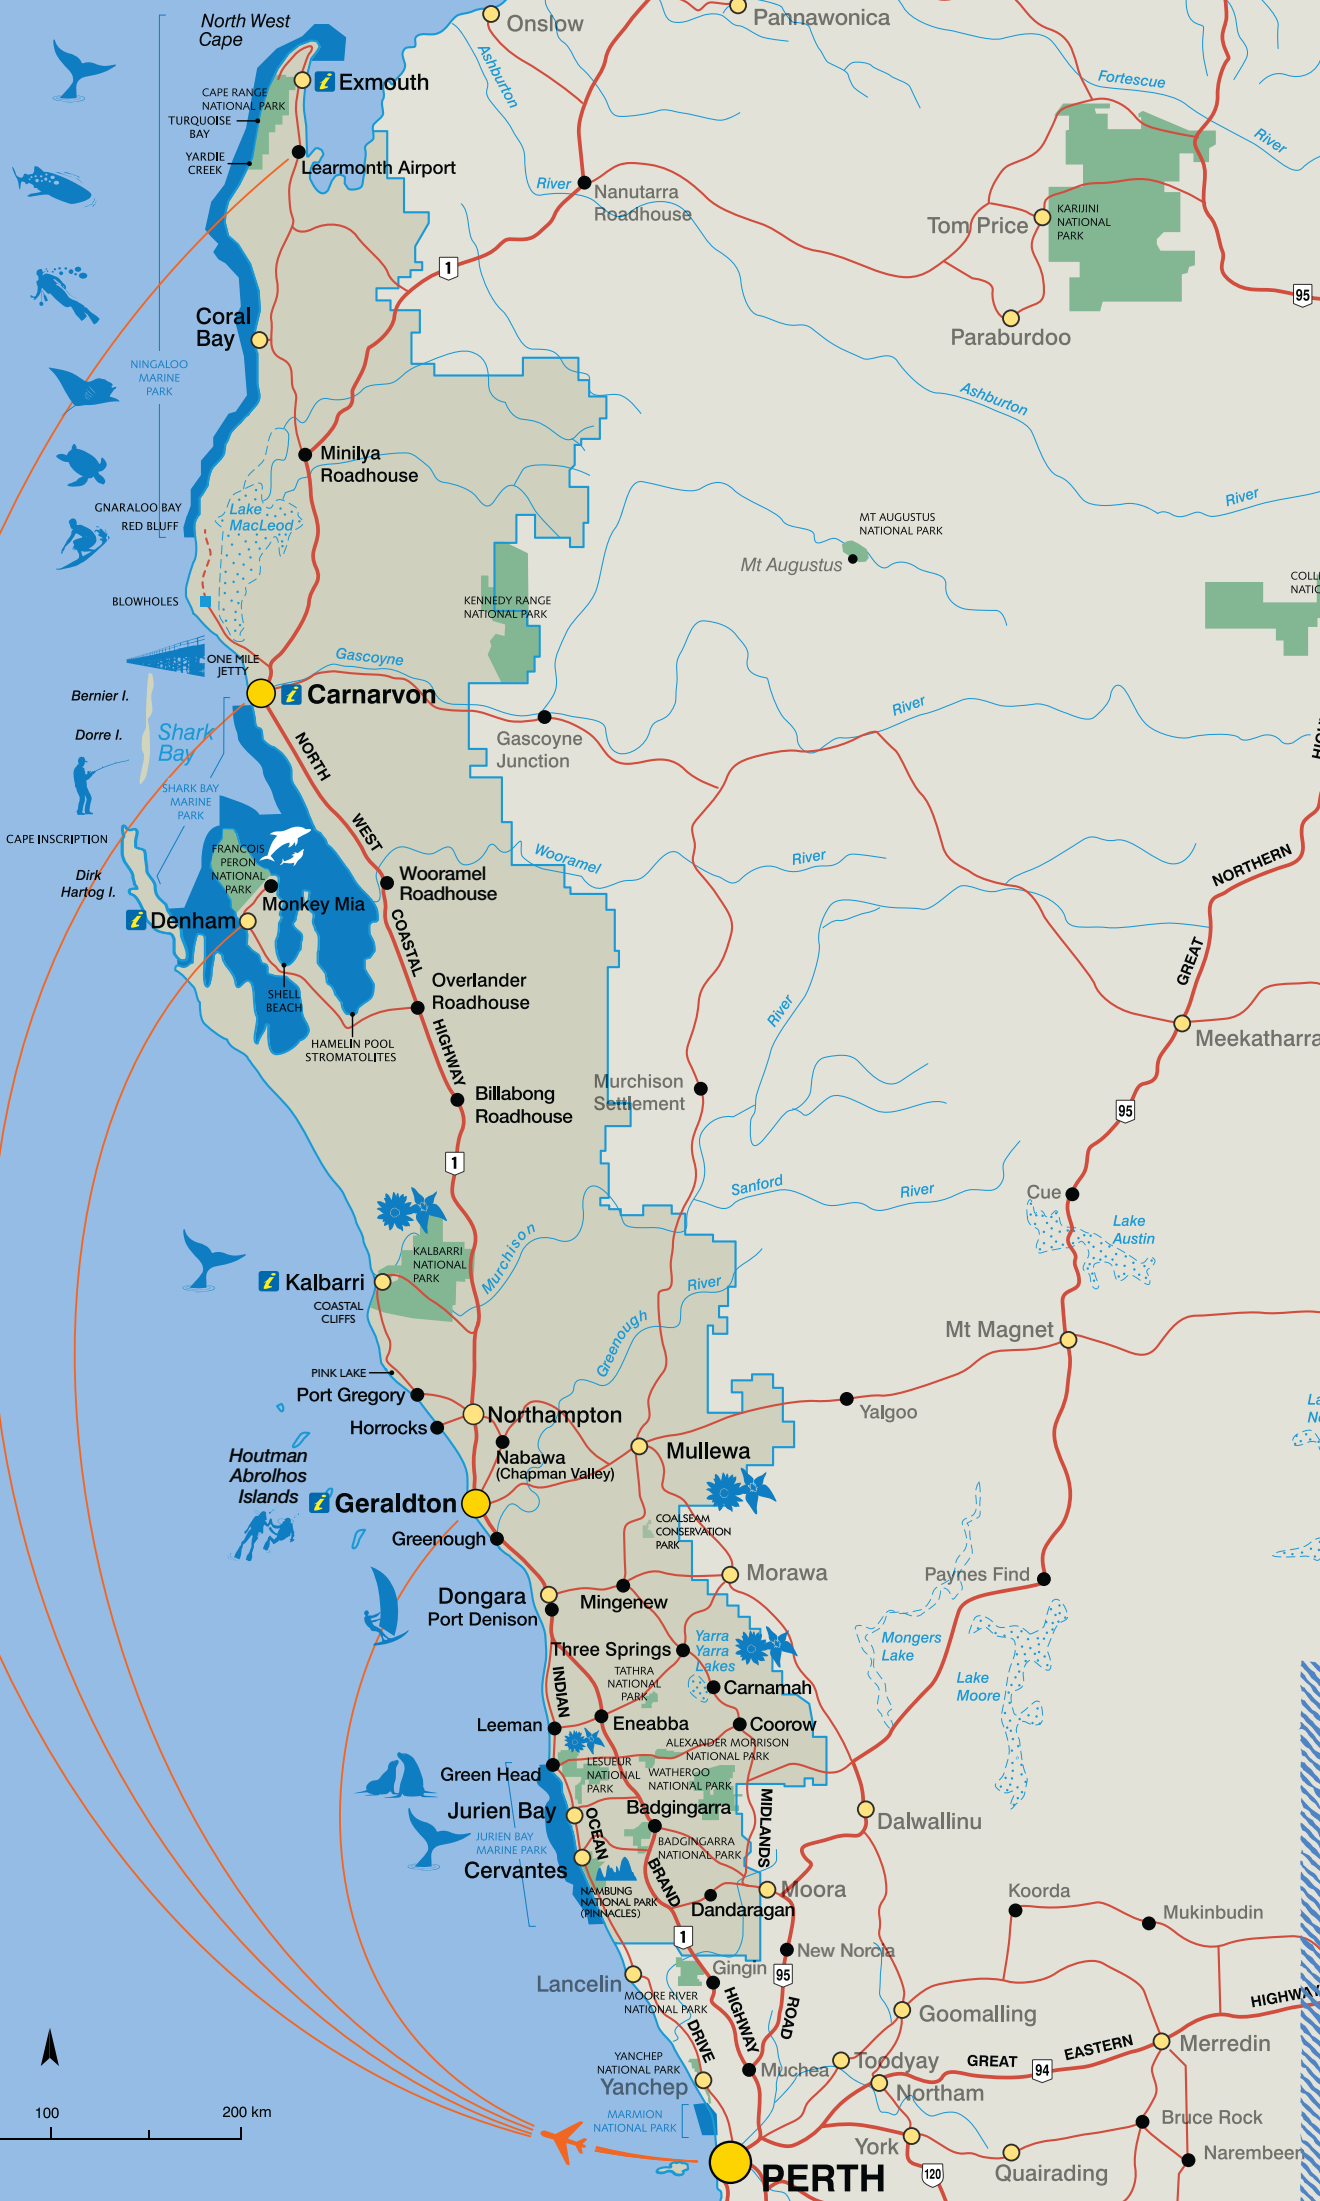 North West
Cape
Onslow
Pannawonica
Exmouth
CAPE RANGE
NATIONAL PARK
TURQUOISE
BAY
YARDIE
CREEK
Learmonth Airport
Ashburton
River
Nanutarra
Roadhouse
Fortescue
River
Tom Price
KARIJINI
NATIONAL
PARK
1
95
Paraburdoo
Coral
Bay
NINGALOO
MARINE
PARK
Ashburton
River
Minilya
Roadhouse
GNARALOO BAY
RED BLUFF
Lake
MacLeod
MT AUGUSTUS
NATIONAL PARK
Mt Augustus
BLOWHOLES
KENNEDY RANGE
NATIONAL PARK
COLL
NATIO
ONE MILE
JETTY
Gascoyne
River
Bernier I.
Carnarvon
Dorre I.
Shark
Bay
Gascoyne
Junction
NORTH
WEST
COASTAL
HIGHWAY
SHARK BAY
MARINE
PARK
CAPE INSCRIPTION
FRANCOIS
PERON
NATIONAL
PARK
Dirk
Hartog I.
Monkey Mia
Denham
Wooramel
Roadhouse
Wooramel
River
NORTHERN
GREAT
Overlander
Roadhouse
SHELL
BEACH
HAMELIN POOL
STROMATOLITES
River
Meekatharra
Billabong
Roadhouse
Murchison
Settlement
95
1
Sanford
River
Cue
Lake
Austin
KALBARRI
NATIONAL
PARK
Murchison
River
Kalbarri
COASTAL
CLIFFS
Greenough
Mt Magnet
PINK LAKE
Port Gregory
Northampton
Yalgoo
Horrocks
Nabawa
(Chapman Valley)
Mullewa
Houtman
Abrolhos
Islands
Geraldton
Greenough
COALSEAM
CONSERVATION
PARK
Morawa
Paynes Find
Dongara
Port Denison
Mingenew
Three Springs
Yarra
Yarra
Lakes
Mongers
Lake
Lake
Moore
TATHRA
NATIONAL
PARK
Carnamah
INDIAN
OCEAN
DRIVE
Leeman
Eneabba
Coorow
ALEXANDER MORRISON
NATIONAL PARK
LESUEUR
NATIONAL
PARK
WATHEROO
NATIONAL PARK
Green Head
Jurien Bay
Badgingarra
MIDLANDS
ROAD
Dalwallinu
JURIEN BAY
MARINE PARK
BADGINGARRA
NATIONAL PARK
Cervantes
BRAND
HIGHWAY
NAMBUNG
NATIONAL PARK
(PINNACLES)
Dandaragan
Moora
Koorda
Mukinbudin
1
New Norcia
95
Gingin
Lancelin
MOORE RIVER
NATIONAL PARK
Goomalling
HIGHWAY
YANCHEP
NATIONAL PARK
Yanchep
Muchea
Toodyay
GREAT
94
EASTERN
Merredin
Northam
MARMION
NATIONAL PARK
100
200 km
York
Bruce Rock
Narembeen
Quairading
120
PERTH